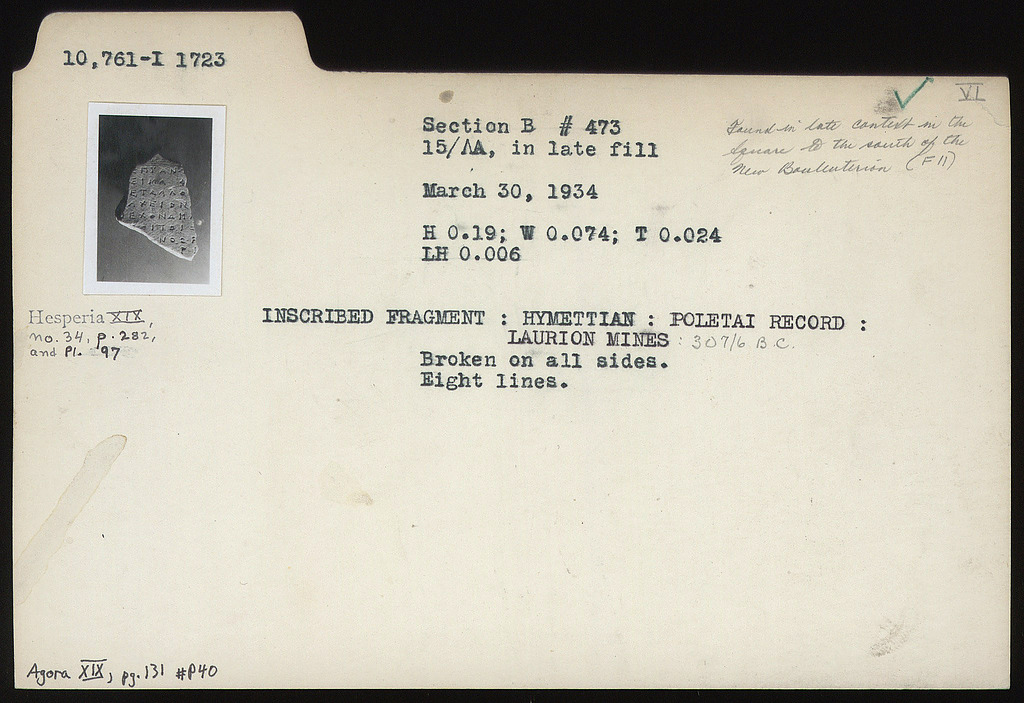 10,761-I 1723
VI
Section B # 473
15/ΛΑ, in late fill
Found in late context in the
Square to the south of the
New Bouleuterion (F 11)
March 30, 1934
H 0.19; W 0.074; T 0.024
LH 0.006
Hesperia XIX,
no. 34, p. 282,
and Pl. 97
INSCRIBED FRAGMENT : HYMETTIAN : POLETAI RECORD :
LAURION MINES : 307/6 B.C.
Broken on all sides.
Eight lines.
Agora XIX, pg. 131 #P40